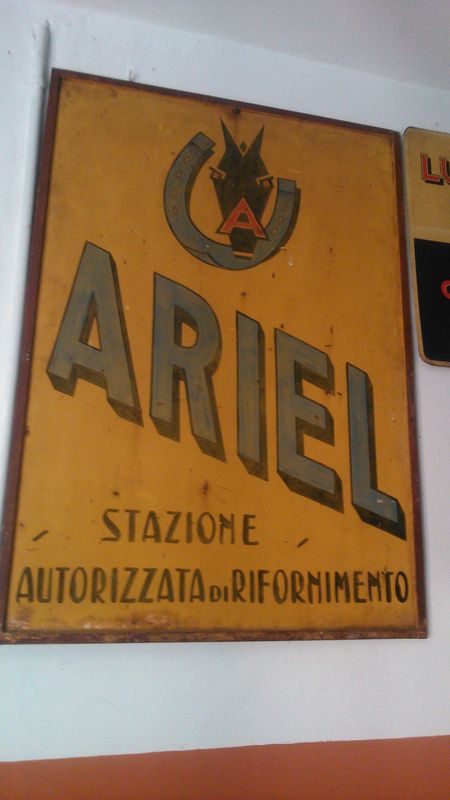 A
ARIEL
STAZIONE
AUTORIZZATA DI RIFORNIMENTO